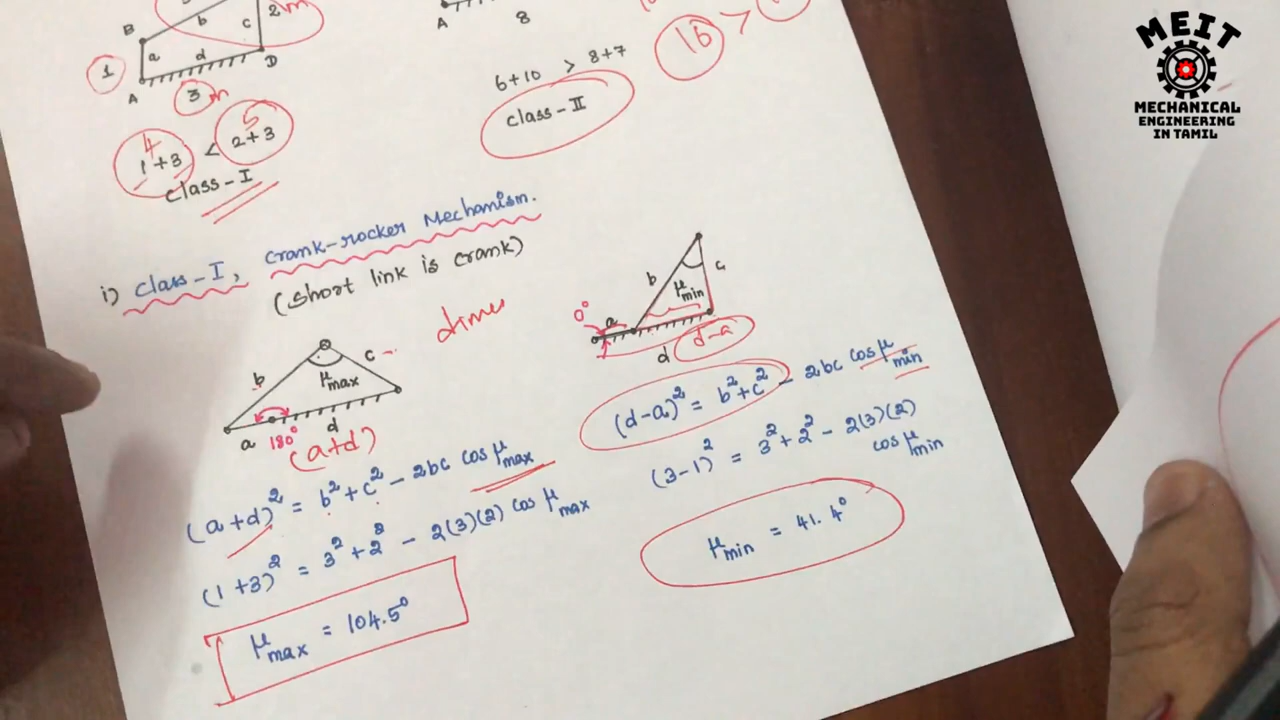 B
b
c
2m
1
a
d
A
D
3m
4
5
1+3 < 2+3
class-I
A
8
6+10 > 8+7
class-II
16 >
MEIT
MECHANICAL
ENGINEERING
IN TAMIL
i) class-I, crank-rocker Mechanism.
(short link is crank)
dimes
b
c
μmax
a
180°
d
(a+d)
(a+d)² = b²+c² - 2bc cos μmax
(1+3)² = 3²+2² - 2(3)(2) cos μmax
μmax = 104.5°
0°
a
b
c
μmin
d
d-a
(d-a)² = b²+c² - 2bc cos μmin
(3-1)² = 3²+2² - 2(3)(2)
cos μmin
μmin = 41.4°